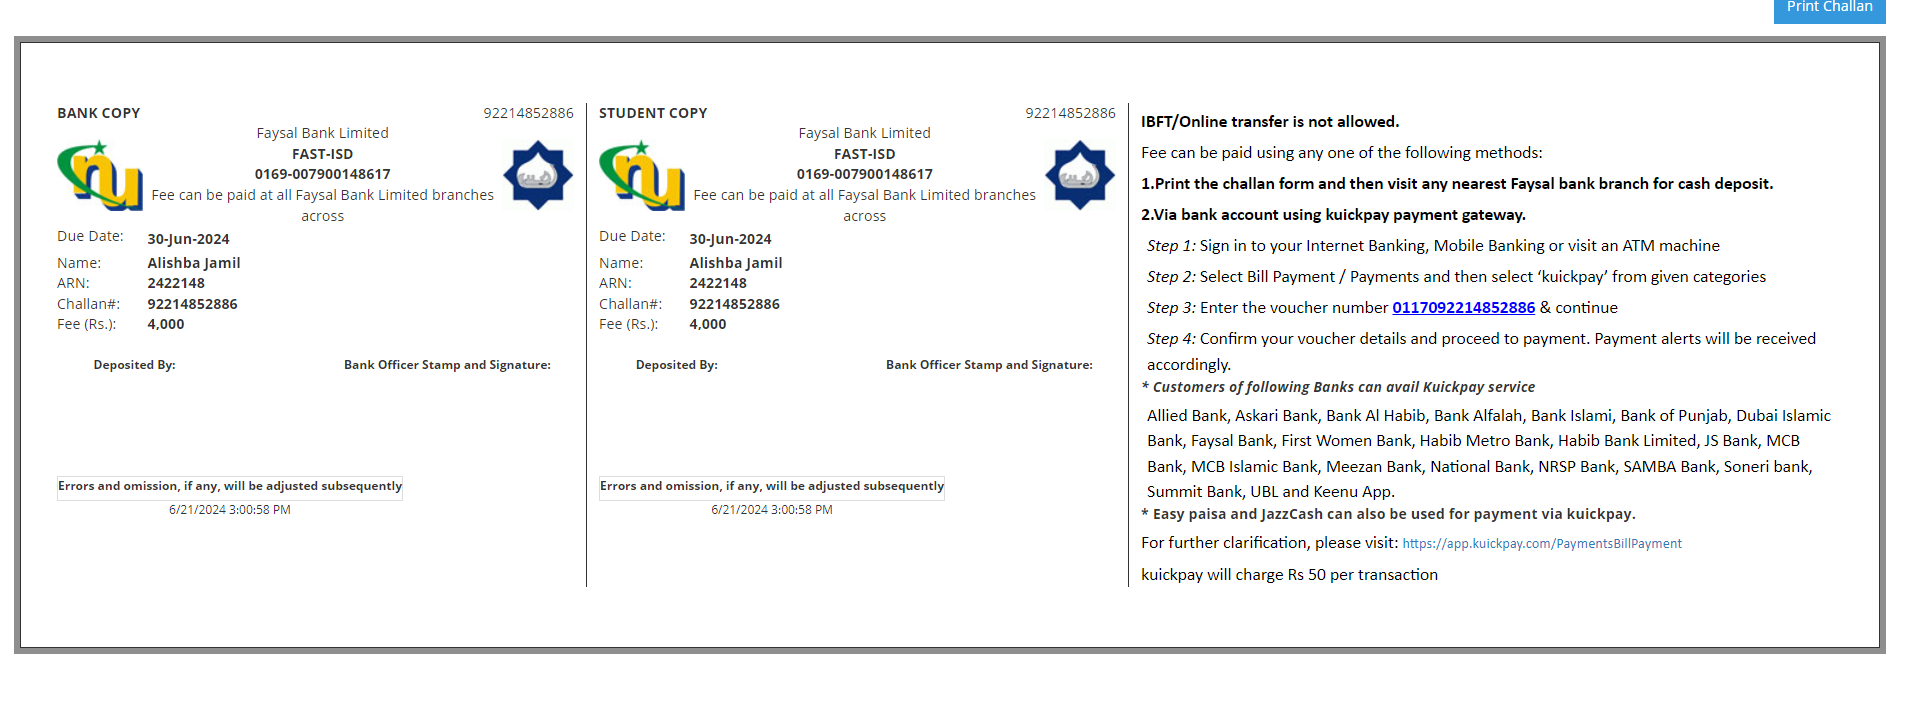 Print Challan
BANK COPY 92214852886
Faysal Bank Limited
FAST-ISD
0169-007900148617
Fee can be paid at all Faysal Bank Limited branches
across
nu
Due Date: 30-Jun-2024
Name: Alishba Jamil
ARN: 2422148
Challan#: 92214852886
Fee (Rs.): 4,000
Deposited By: Bank Officer Stamp and Signature:
Errors and omission, if any, will be adjusted subsequently
6/21/2024 3:00:58 PM
STUDENT COPY 92214852886
Faysal Bank Limited
FAST-ISD
0169-007900148617
Fee can be paid at all Faysal Bank Limited branches
across
nu
Due Date: 30-Jun-2024
Name: Alishba Jamil
ARN: 2422148
Challan#: 92214852886
Fee (Rs.): 4,000
Deposited By: Bank Officer Stamp and Signature:
Errors and omission, if any, will be adjusted subsequently
6/21/2024 3:00:58 PM
IBFT/Online transfer is not allowed.
Fee can be paid using any one of the following methods:
1.Print the challan form and then visit any nearest Faysal bank branch for cash deposit.
2.Via bank account using kuickpay payment gateway.
Step 1: Sign in to your Internet Banking, Mobile Banking or visit an ATM machine
Step 2: Select Bill Payment / Payments and then select ‘kuickpay’ from given categories
Step 3: Enter the voucher number 0117092214852886 & continue
Step 4: Confirm your voucher details and proceed to payment. Payment alerts will be received
accordingly.
* Customers of following Banks can avail Kuickpay service
Allied Bank, Askari Bank, Bank Al Habib, Bank Alfalah, Bank Islami, Bank of Punjab, Dubai Islamic
Bank, Faysal Bank, First Women Bank, Habib Metro Bank, Habib Bank Limited, JS Bank, MCB
Bank, MCB Islamic Bank, Meezan Bank, National Bank, NRSP Bank, SAMBA Bank, Soneri bank,
Summit Bank, UBL and Keenu App.
* Easy paisa and JazzCash can also be used for payment via kuickpay.
For further clarification, please visit: https://app.kuickpay.com/PaymentsBillPayment
kuickpay will charge Rs 50 per transaction